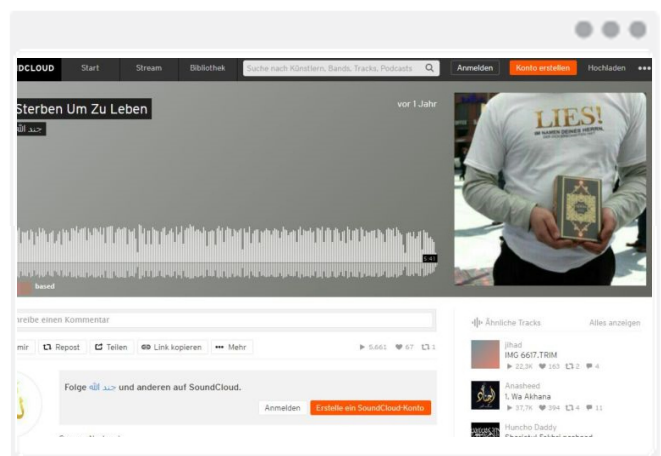 NDCLOUD Start Stream Bibliothek Suche nach Künstlern, Bands, Tracks, Podcasts Anmelden Konto erstellen Hochladen
Sterben Um Zu Leben
vor 1 Jahr
جند الله
LIES!
IM NAMEN DEINES HERRN,
5:41
based
hreibe einen Kommentar
mir Repost Teilen Link kopieren Mehr 5,661 67 1
Folge جند الله und anderen auf SoundCloud.
Anmelden Erstelle ein SoundCloud-Konto
Ähnliche Tracks Alles anzeigen
jihad
IMG 6617.TRIM
22,3K 163 2 4
Anasheed
1. Wa Akhana
37,7K 394 4 11
Huncho Daddy